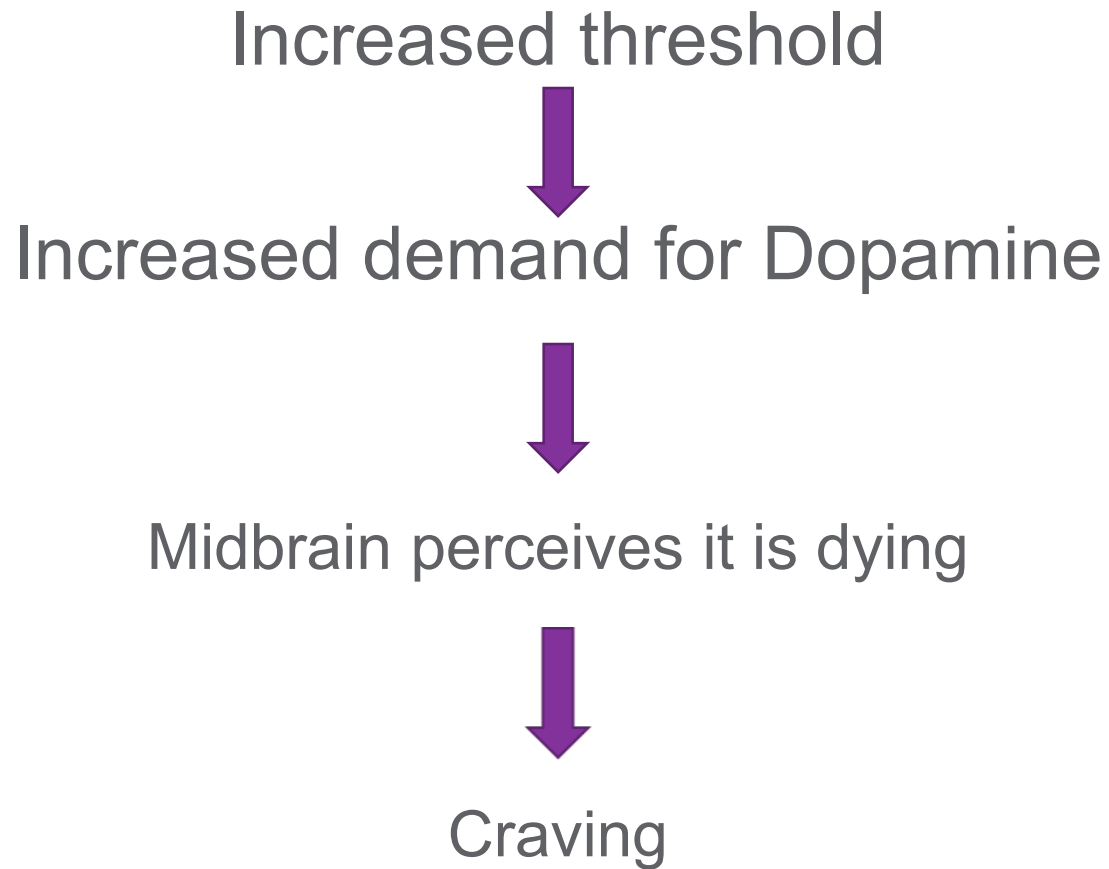 Increased threshold
Increased demand for Dopamine
Midbrain perceives it is dying
Craving